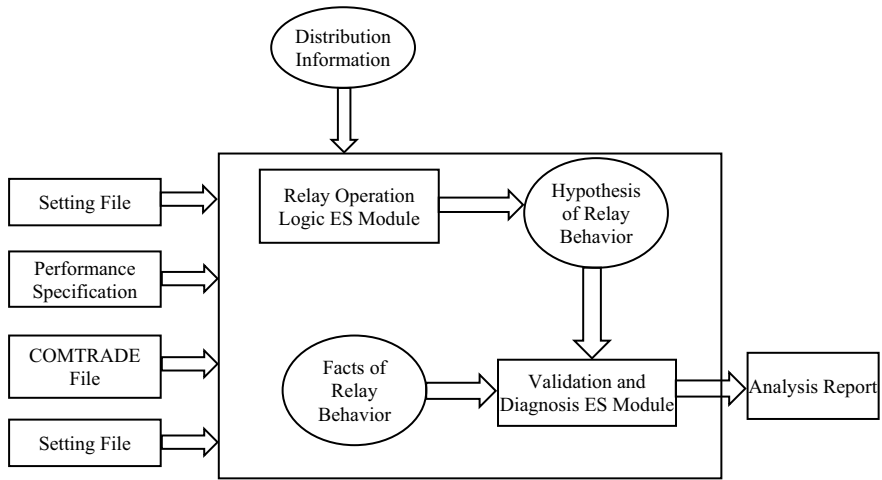 Distribution
Information
Setting File
Relay Operation
Logic ES Module
Hypothesis
of Relay
Behavior
Performance
Specification
COMTRADE
File
Facts of
Relay
Behavior
Validation and
Diagnosis ES Module
Analysis Report
Setting File